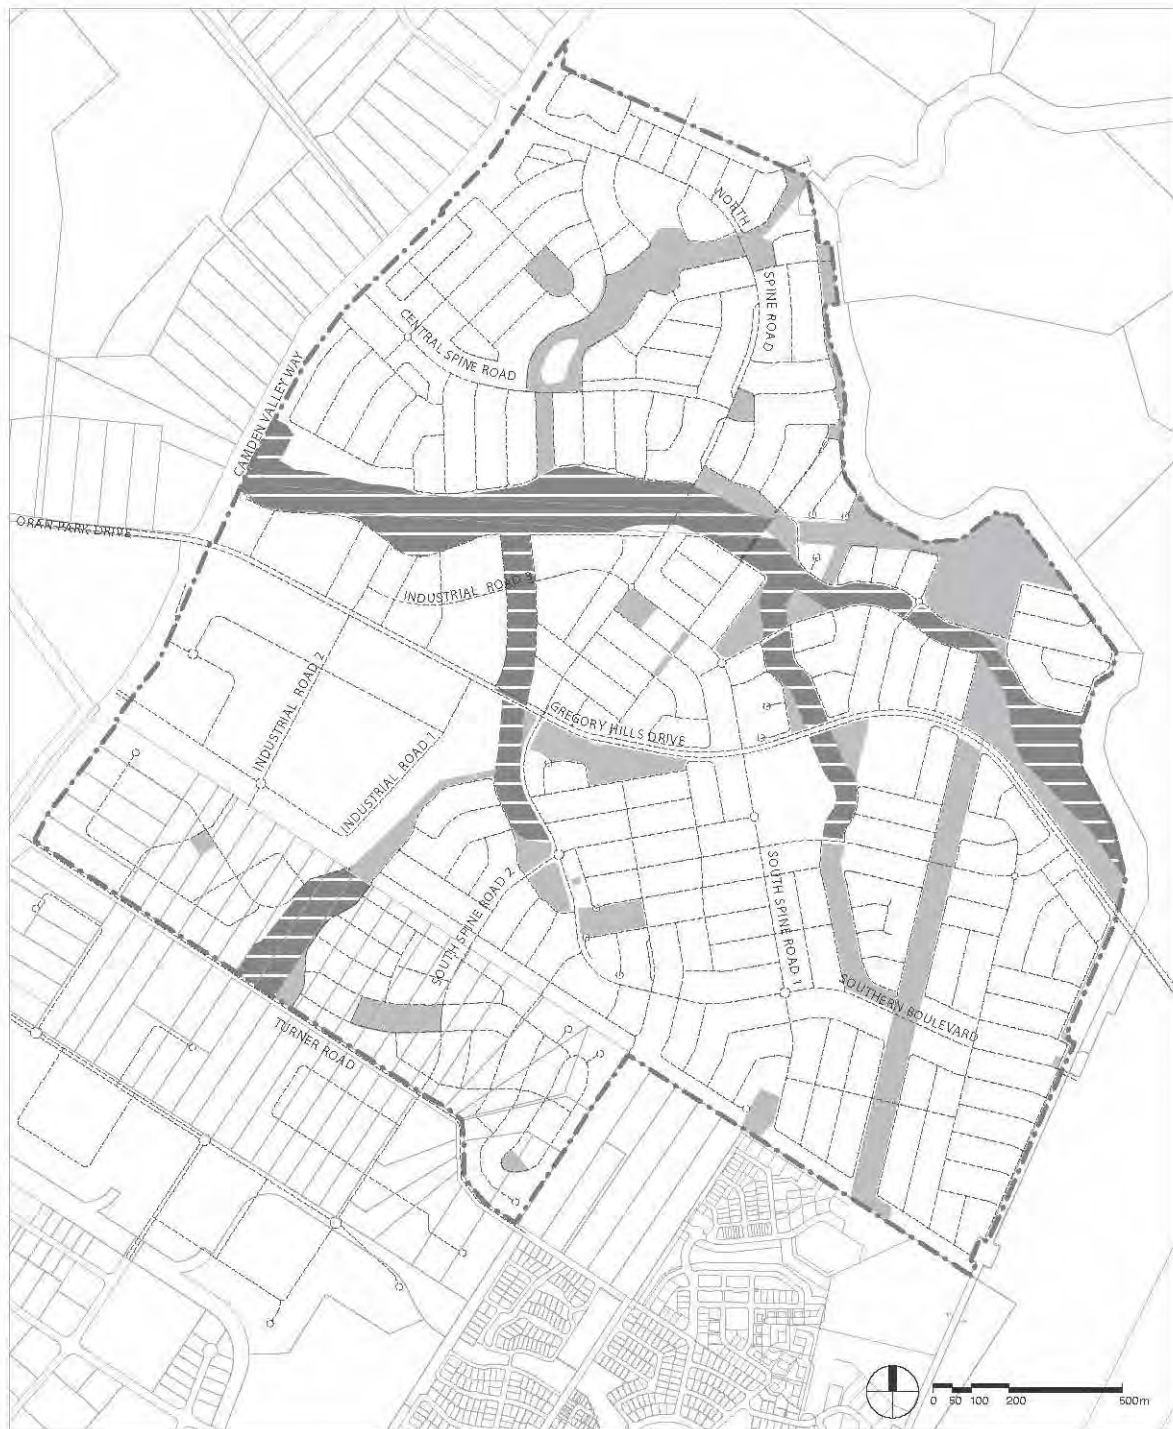 NORTH
SPINE ROAD
CENTRAL SPINE ROAD
CAMDEN VALLEY WAY
ORAN PARK DRIVE
INDUSTRIAL ROAD 3
INDUSTRIAL ROAD 2
GREGORY HILLS DRIVE
INDUSTRIAL ROAD 1
SOUTH SPINE ROAD 2
SOUTH SPINE ROAD 1
SOUTHERN BOULEVARD
TURNER ROAD
0 50 100 200 500m